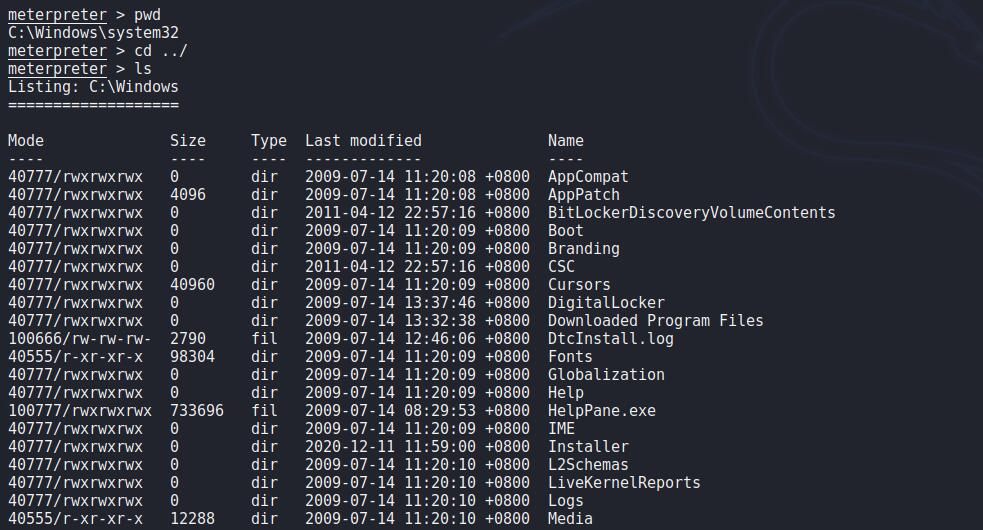 meterpreter > pwd
C:\Windows\system32
meterpreter > cd ../
meterpreter > ls
Listing: C:\Windows
===================
Mode              Size    Type  Last modified              Name
----              ----    ----  -------------              ----
40777/rwxrwxrwx   0       dir   2009-07-14 11:20:08 +0800  AppCompat
40777/rwxrwxrwx   4096    dir   2009-07-14 11:20:08 +0800  AppPatch
40777/rwxrwxrwx   0       dir   2011-04-12 22:57:16 +0800  BitLockerDiscoveryVolumeContents
40777/rwxrwxrwx   0       dir   2009-07-14 11:20:09 +0800  Boot
40777/rwxrwxrwx   0       dir   2009-07-14 11:20:09 +0800  Branding
40777/rwxrwxrwx   0       dir   2011-04-12 22:57:16 +0800  CSC
40777/rwxrwxrwx   40960   dir   2009-07-14 11:20:09 +0800  Cursors
40777/rwxrwxrwx   0       dir   2009-07-14 13:37:46 +0800  DigitalLocker
40777/rwxrwxrwx   0       dir   2009-07-14 13:32:38 +0800  Downloaded Program Files
100666/rw-rw-rw-  2790    fil   2009-07-14 12:46:06 +0800  DtcInstall.log
40555/r-xr-xr-x   98304   dir   2009-07-14 11:20:09 +0800  Fonts
40777/rwxrwxrwx   0       dir   2009-07-14 11:20:09 +0800  Globalization
40777/rwxrwxrwx   0       dir   2009-07-14 11:20:09 +0800  Help
100777/rwxrwxrwx  733696  fil   2009-07-14 08:29:53 +0800  HelpPane.exe
40777/rwxrwxrwx   0       dir   2009-07-14 11:20:09 +0800  IME
40777/rwxrwxrwx   0       dir   2020-12-11 11:59:00 +0800  Installer
40777/rwxrwxrwx   0       dir   2009-07-14 11:20:10 +0800  L2Schemas
40777/rwxrwxrwx   0       dir   2009-07-14 11:20:10 +0800  LiveKernelReports
40777/rwxrwxrwx   0       dir   2009-07-14 11:20:10 +0800  Logs
40555/r-xr-xr-x   12288   dir   2009-07-14 11:20:10 +0800  Media